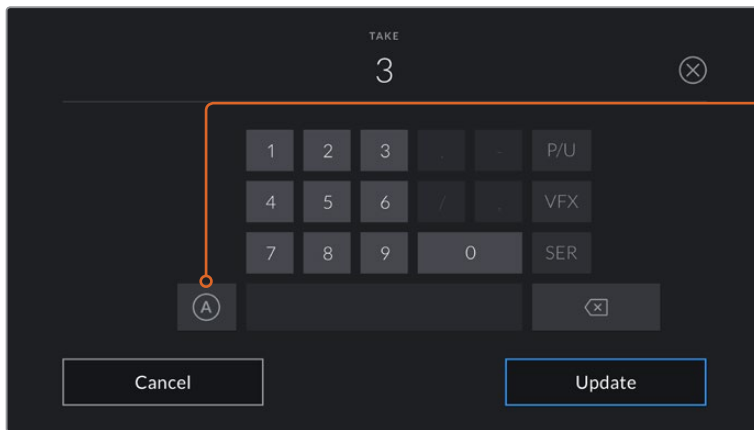 TAKE
3
1 2 3 . - P/U
4 5 6 / , VFX
7 8 9 0 SER
A
Cancel Update